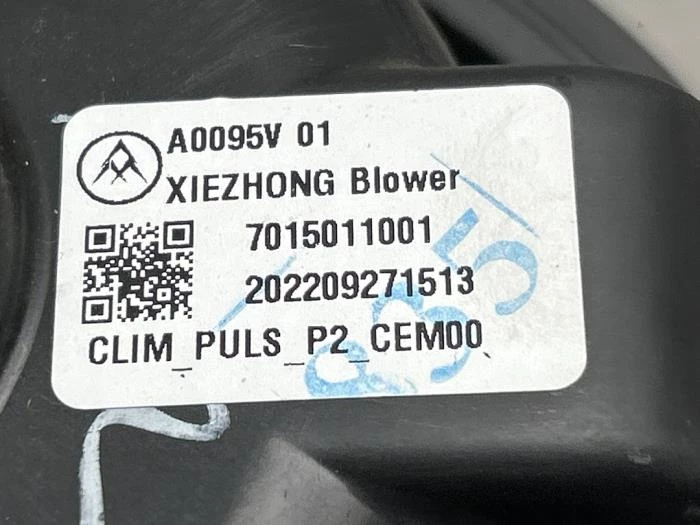 A0095V 01
XIEZHONG Blower
7015011001
202209271513
CLIM_PULS_P2_CEM00